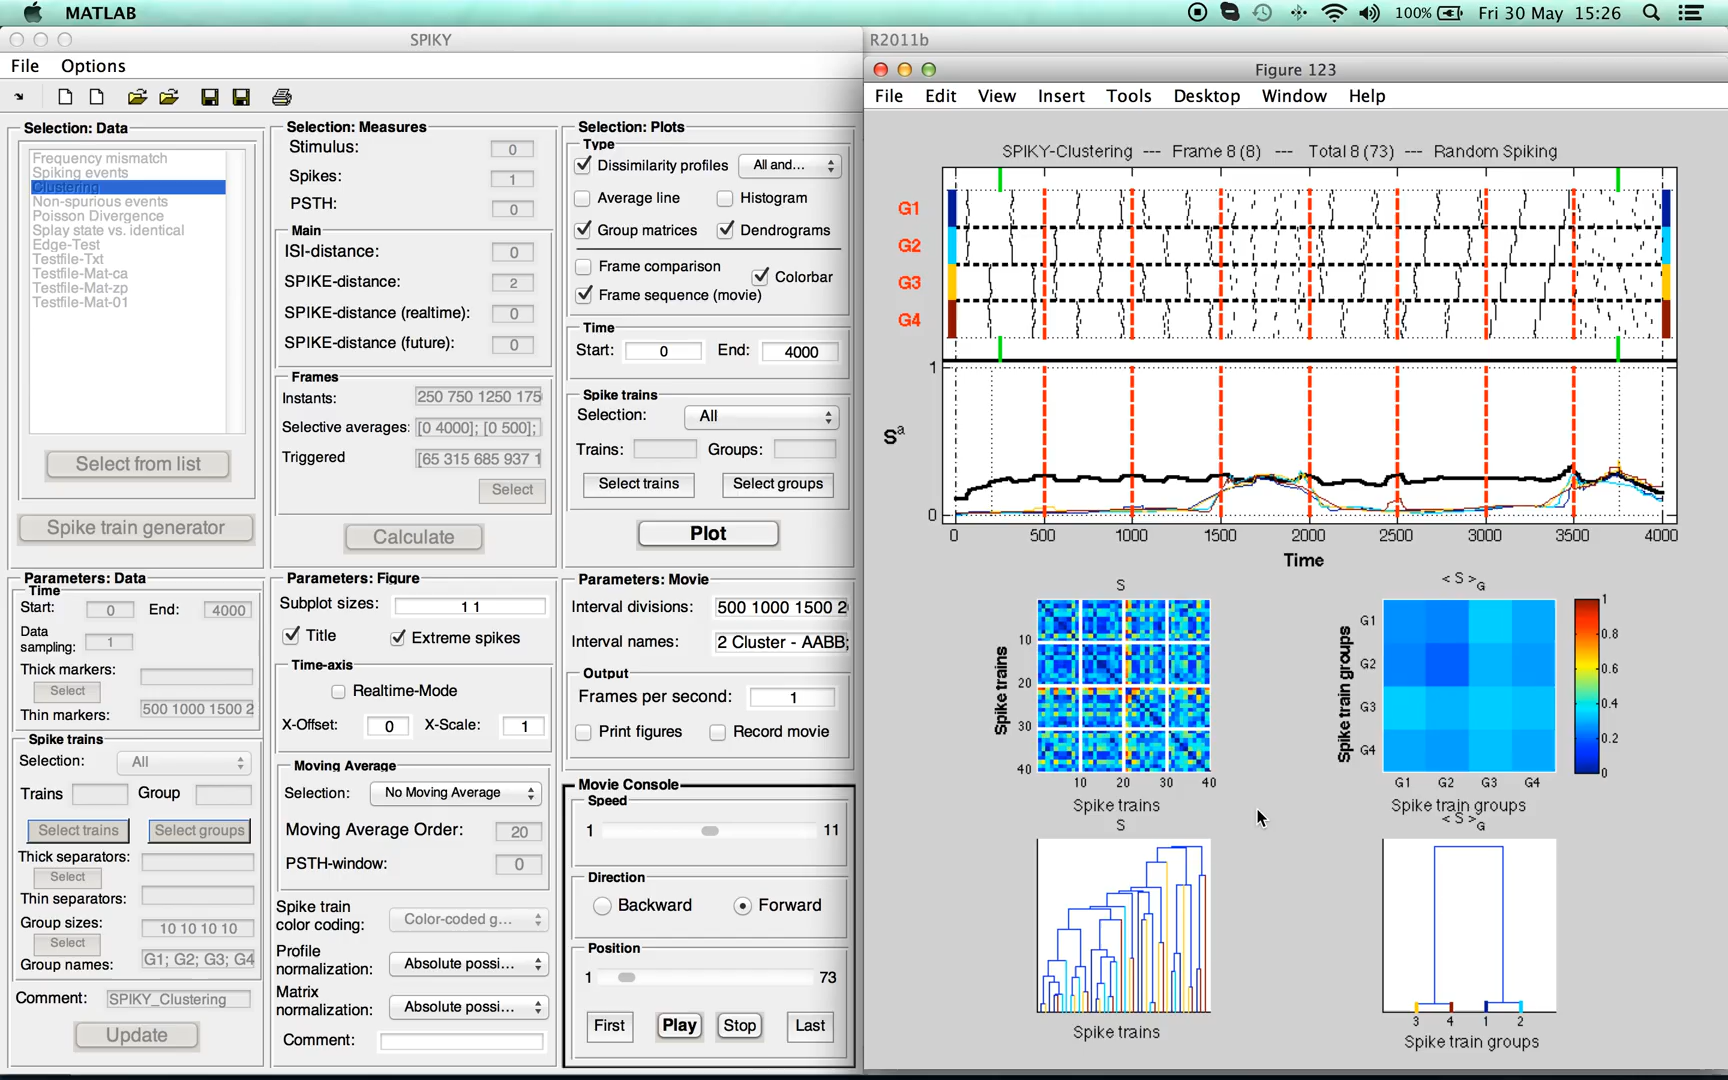 MATLAB
100%
Fri 30 May 15:26
SPIKY
R2011b
File Options
Selection: Data
Frequency mismatch
Spiking events
Clustering
Non-spurious events
Poisson Divergence
Splay state vs. identical
Edge-Test
Testfile-Txt
Testfile-Mat-ca
Testfile-Mat-zp
Testfile-Mat-01
Select from list
Spike train generator
Selection: Measures
Stimulus: 0
Spikes: 1
PSTH: 0
Main
ISI-distance: 0
SPIKE-distance: 2
SPIKE-distance (realtime): 0
SPIKE-distance (future): 0
Frames
Instants: 250 750 1250 175
Selective averages: [0 4000]; [0 500];
Triggered [65 315 685 937 1
Select
Calculate
Selection: Plots
Type
Dissimilarity profiles All and...
Average line Histogram
Group matrices Dendrograms
Frame comparison
Colorbar
Frame sequence (movie)
Time
Start: 0 End: 4000
Spike trains
Selection: All
Trains: Groups:
Select trains Select groups
Plot
Parameters: Data
Time
Start: 0 End: 4000
Data
sampling: 1
Thick markers:
Select
Thin markers: 500 1000 1500 2
Spike trains
Selection: All
Trains Group
Select trains Select groups
Thick separators:
Select
Thin separators:
Group sizes: 10 10 10 10
Select
Group names: G1; G2; G3; G4
Comment: SPIKY_Clustering
Update
Parameters: Figure
Subplot sizes: 1 1
Title Extreme spikes
Time-axis
Realtime-Mode
X-Offset: 0 X-Scale: 1
Moving Average
Selection: No Moving Average
Moving Average Order: 20
PSTH-window: 0
Spike train
color coding: Color-coded g...
Profile
normalization: Absolute possi...
Matrix
normalization: Absolute possi...
Comment:
Parameters: Movie
Interval divisions: 500 1000 1500 2
Interval names: 2 Cluster - AABB;
Output
Frames per second: 1
Print figures Record movie
Movie Console
Speed
1 11
Direction
Backward Forward
Position
1 73
First Play Stop Last
Figure 123
File Edit View Insert Tools Desktop Window Help
SPIKY-Clustering --- Frame 8 (8) --- Total 8 (73) --- Random Spiking
G1
G2
G3
G4
1
Sa
0
0 500 1000 1500 2000 2500 3000 3500 4000
Time
S
10
20
30
40
Spike trains
10 20 30 40
Spike trains
< S >G
G1
G2
G3
G4
Spike train groups
G1 G2 G3 G4
Spike train groups
1
0.8
0.6
0.4
0.2
0
S
Spike trains
< S >G
3 4 1 2
Spike train groups